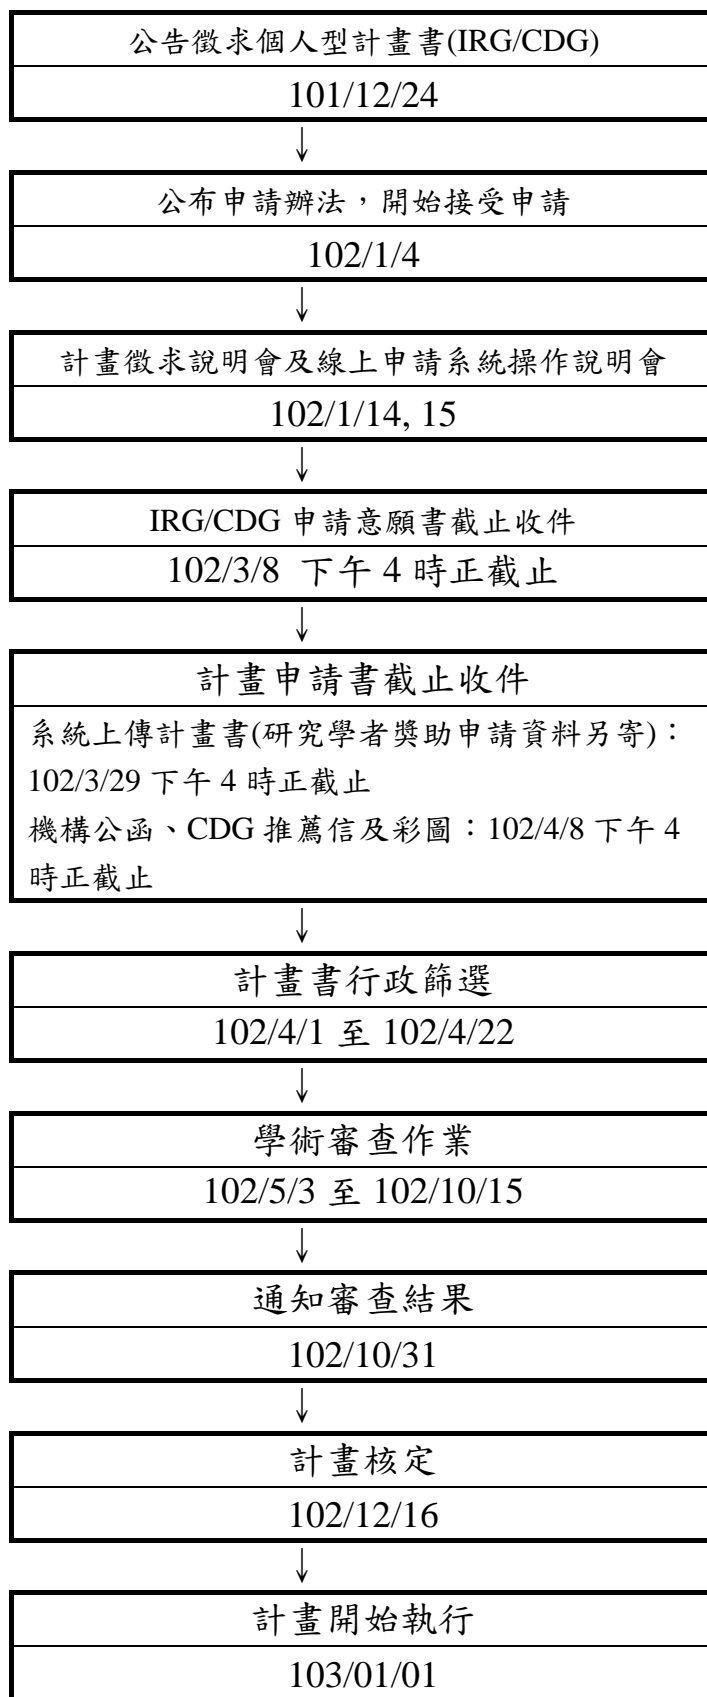 公告徵求個人型計畫書(IRG/CDG)
101/12/24
↓
公布申請辦法，開始接受申請
102/1/4
↓
計畫徵求說明會及線上申請系統操作說明會
102/1/14, 15
↓
IRG/CDG 申請意願書截止收件
102/3/8 下午 4 時正截止
↓
計畫申請書截止收件
系統上傳計畫書(研究學者獎助申請資料另寄)：
102/3/29 下午 4 時正截止
機構公函、CDG 推薦信及彩圖：102/4/8 下午 4
時正截止
↓
計畫書行政篩選
102/4/1 至 102/4/22
↓
學術審查作業
102/5/3 至 102/10/15
↓
通知審查結果
102/10/31
↓
計畫核定
102/12/16
↓
計畫開始執行
103/01/01